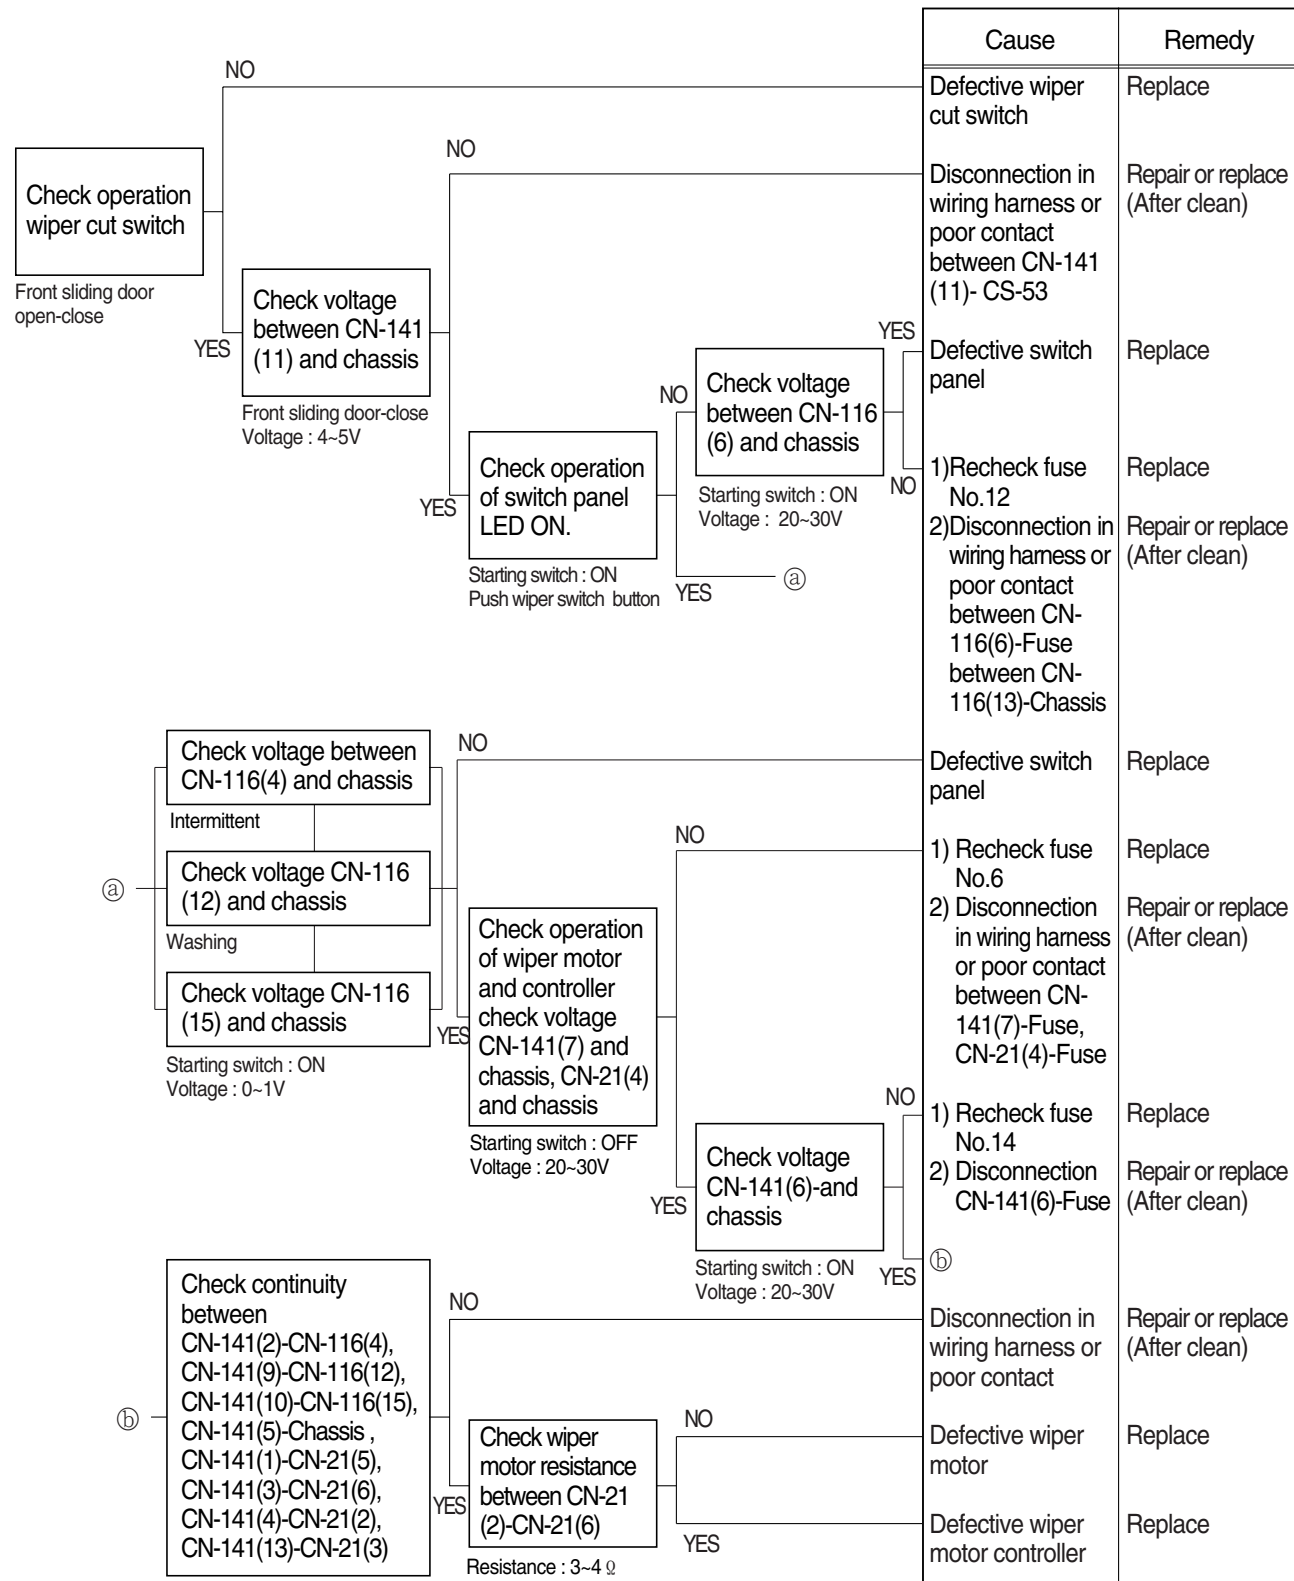 Cause
Remedy
NO
Defective wiper
cut switch
Replace
Check operation
wiper cut switch
Front sliding door
open-close
NO
Disconnection in
wiring harness or
poor contact
between CN-141
(11)- CS-53
Repair or replace
(After clean)
YES
Check voltage
between CN-141
(11) and chassis
Front sliding door-close
Voltage : 4~5V
YES
Defective switch
panel
Replace
NO
Check voltage
between CN-116
(6) and chassis
Starting switch : ON
Voltage : 20~30V
NO
1)Recheck fuse
No.12
Replace
2)Disconnection in
wiring harness or
poor contact
between CN-
116(6)-Fuse
between CN-
116(13)-Chassis
Repair or replace
(After clean)
YES
Check operation
of switch panel
LED ON.
Starting switch : ON
Push wiper switch button
YES
ⓐ
ⓐ
Check voltage between
CN-116(4) and chassis
Intermittent
Check voltage CN-116
(12) and chassis
Washing
Check voltage CN-116
(15) and chassis
Starting switch : ON
Voltage : 0~1V
NO
Defective switch
panel
Replace
YES
Check operation
of wiper motor
and controller
check voltage
CN-141(7) and
chassis, CN-21(4)
and chassis
Starting switch : OFF
Voltage : 20~30V
NO
1) Recheck fuse
No.6
Replace
2) Disconnection
in wiring harness
or poor contact
between CN-
141(7)-Fuse,
CN-21(4)-Fuse
Repair or replace
(After clean)
YES
Check voltage
CN-141(6)-and
chassis
Starting switch : ON
Voltage : 20~30V
NO
1) Recheck fuse
No.14
Replace
2) Disconnection
CN-141(6)-Fuse
Repair or replace
(After clean)
YES
ⓑ
ⓑ
Check continuity
between
CN-141(2)-CN-116(4),
CN-141(9)-CN-116(12),
CN-141(10)-CN-116(15),
CN-141(5)-Chassis ,
CN-141(1)-CN-21(5),
CN-141(3)-CN-21(6),
CN-141(4)-CN-21(2),
CN-141(13)-CN-21(3)
NO
Disconnection in
wiring harness or
poor contact
Repair or replace
(After clean)
YES
Check wiper
motor resistance
between CN-21
(2)-CN-21(6)
Resistance : 3~4 Ω
NO
Defective wiper
motor
Replace
YES
Defective wiper
motor controller
Replace